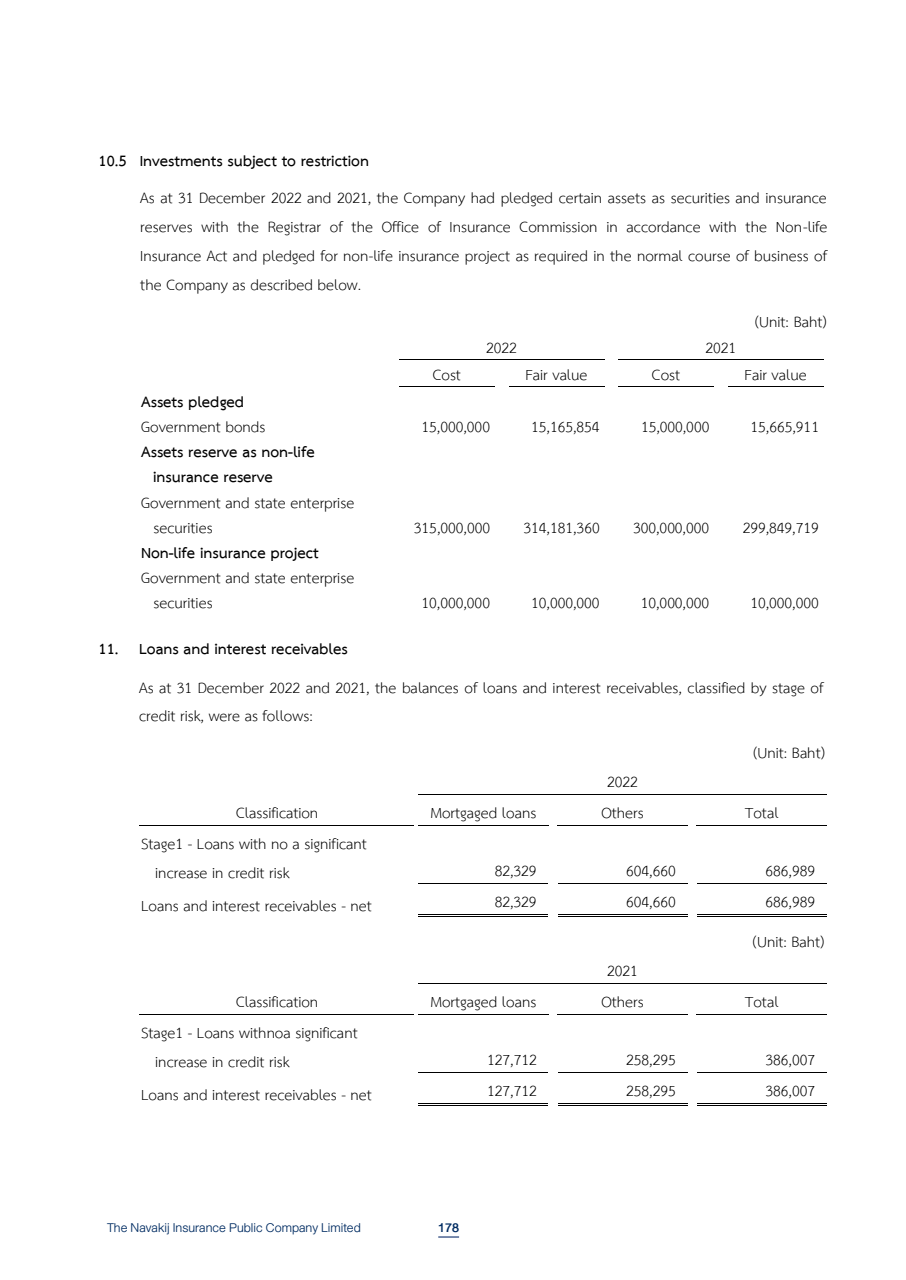 10.5 Investments subject to restriction
As at 31 December 2022 and 2021, the Company had pledged certain assets as securities and insurance
reserves with the Registrar of the Office of Insurance Commission in accordance with the Non-life
Insurance Act and pledged for non-life insurance project as required in the normal course of business of
the Company as described below.
(Unit: Baht)
2022 2021
Cost Fair value Cost Fair value
Assets pledged
Government bonds 15,000,000 15,165,854 15,000,000 15,665,911
Assets reserve as non-life
insurance reserve
Government and state enterprise
securities 315,000,000 314,181,360 300,000,000 299,849,719
Non-life insurance project
Government and state enterprise
securities 10,000,000 10,000,000 10,000,000 10,000,000
11. Loans and interest receivables
As at 31 December 2022 and 2021, the balances of loans and interest receivables, classified by stage of
credit risk, were as follows:
(Unit: Baht)
2022
Classification Mortgaged loans Others Total
Stage1 - Loans with no a significant
increase in credit risk 82,329 604,660 686,989
Loans and interest receivables - net 82,329 604,660 686,989
(Unit: Baht)
2021
Classification Mortgaged loans Others Total
Stage1 - Loans withnoa significant
increase in credit risk 127,712 258,295 386,007
Loans and interest receivables - net 127,712 258,295 386,007
The Navakij Insurance Public Company Limited 178